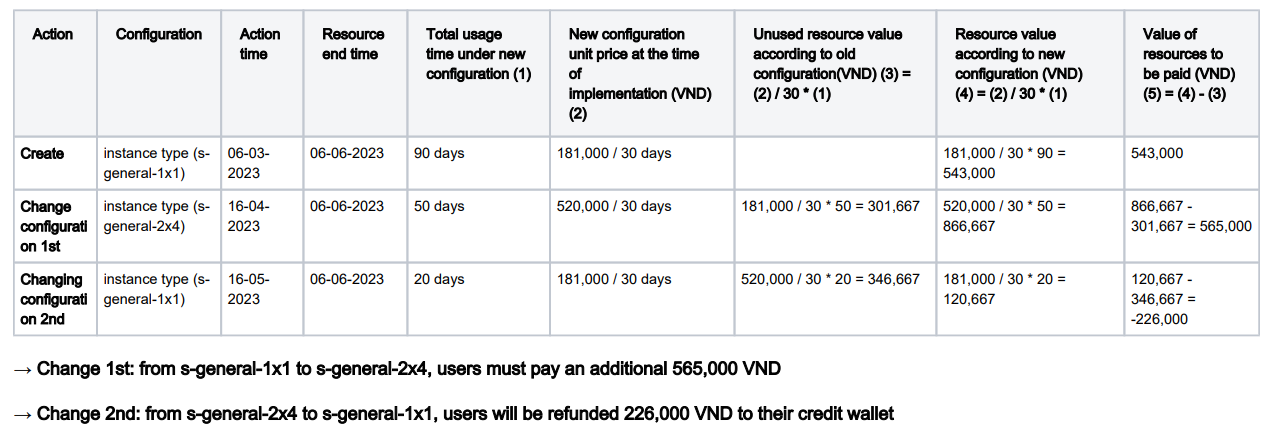 Action
Configuration
Action
time
Resource
end time
Total usage
time under new
configuration (1)
New configuration
unit price at the time
of
implementation (VND)
(2)
Unused resource value
according to old
configuration(VND) (3) =
(2) / 30 * (1)
Resource value
according to new
configuration (VND)
(4) = (2) / 30 * (1)
Value of
resources to
be paid (VND)
(5) = (4) - (3)
Create
instance type (s-
general-1x1)
06-03-
2023
06-06-2023
90 days
181,000 / 30 days
181,000 / 30 * 90 =
543,000
543,000
Change
configurati
on 1st
instance type (s-
general-2x4)
16-04-
2023
06-06-2023
50 days
520,000 / 30 days
181,000 / 30 * 50 = 301,667
520,000 / 30 * 50 =
866,667
866,667 -
301,667 = 565,000
Changing
configurati
on 2nd
instance type (s-
general-1x1)
16-05-
2023
06-06-2023
20 days
181,000 / 30 days
520,000 / 30 * 20 = 346,667
181,000 / 30 * 20 =
120,667
120,667 -
346,667 =
-226,000
→ Change 1st: from s-general-1x1 to s-general-2x4, users must pay an additional 565,000 VND
→ Change 2nd: from s-general-2x4 to s-general-1x1, users will be refunded 226,000 VND to their credit wallet